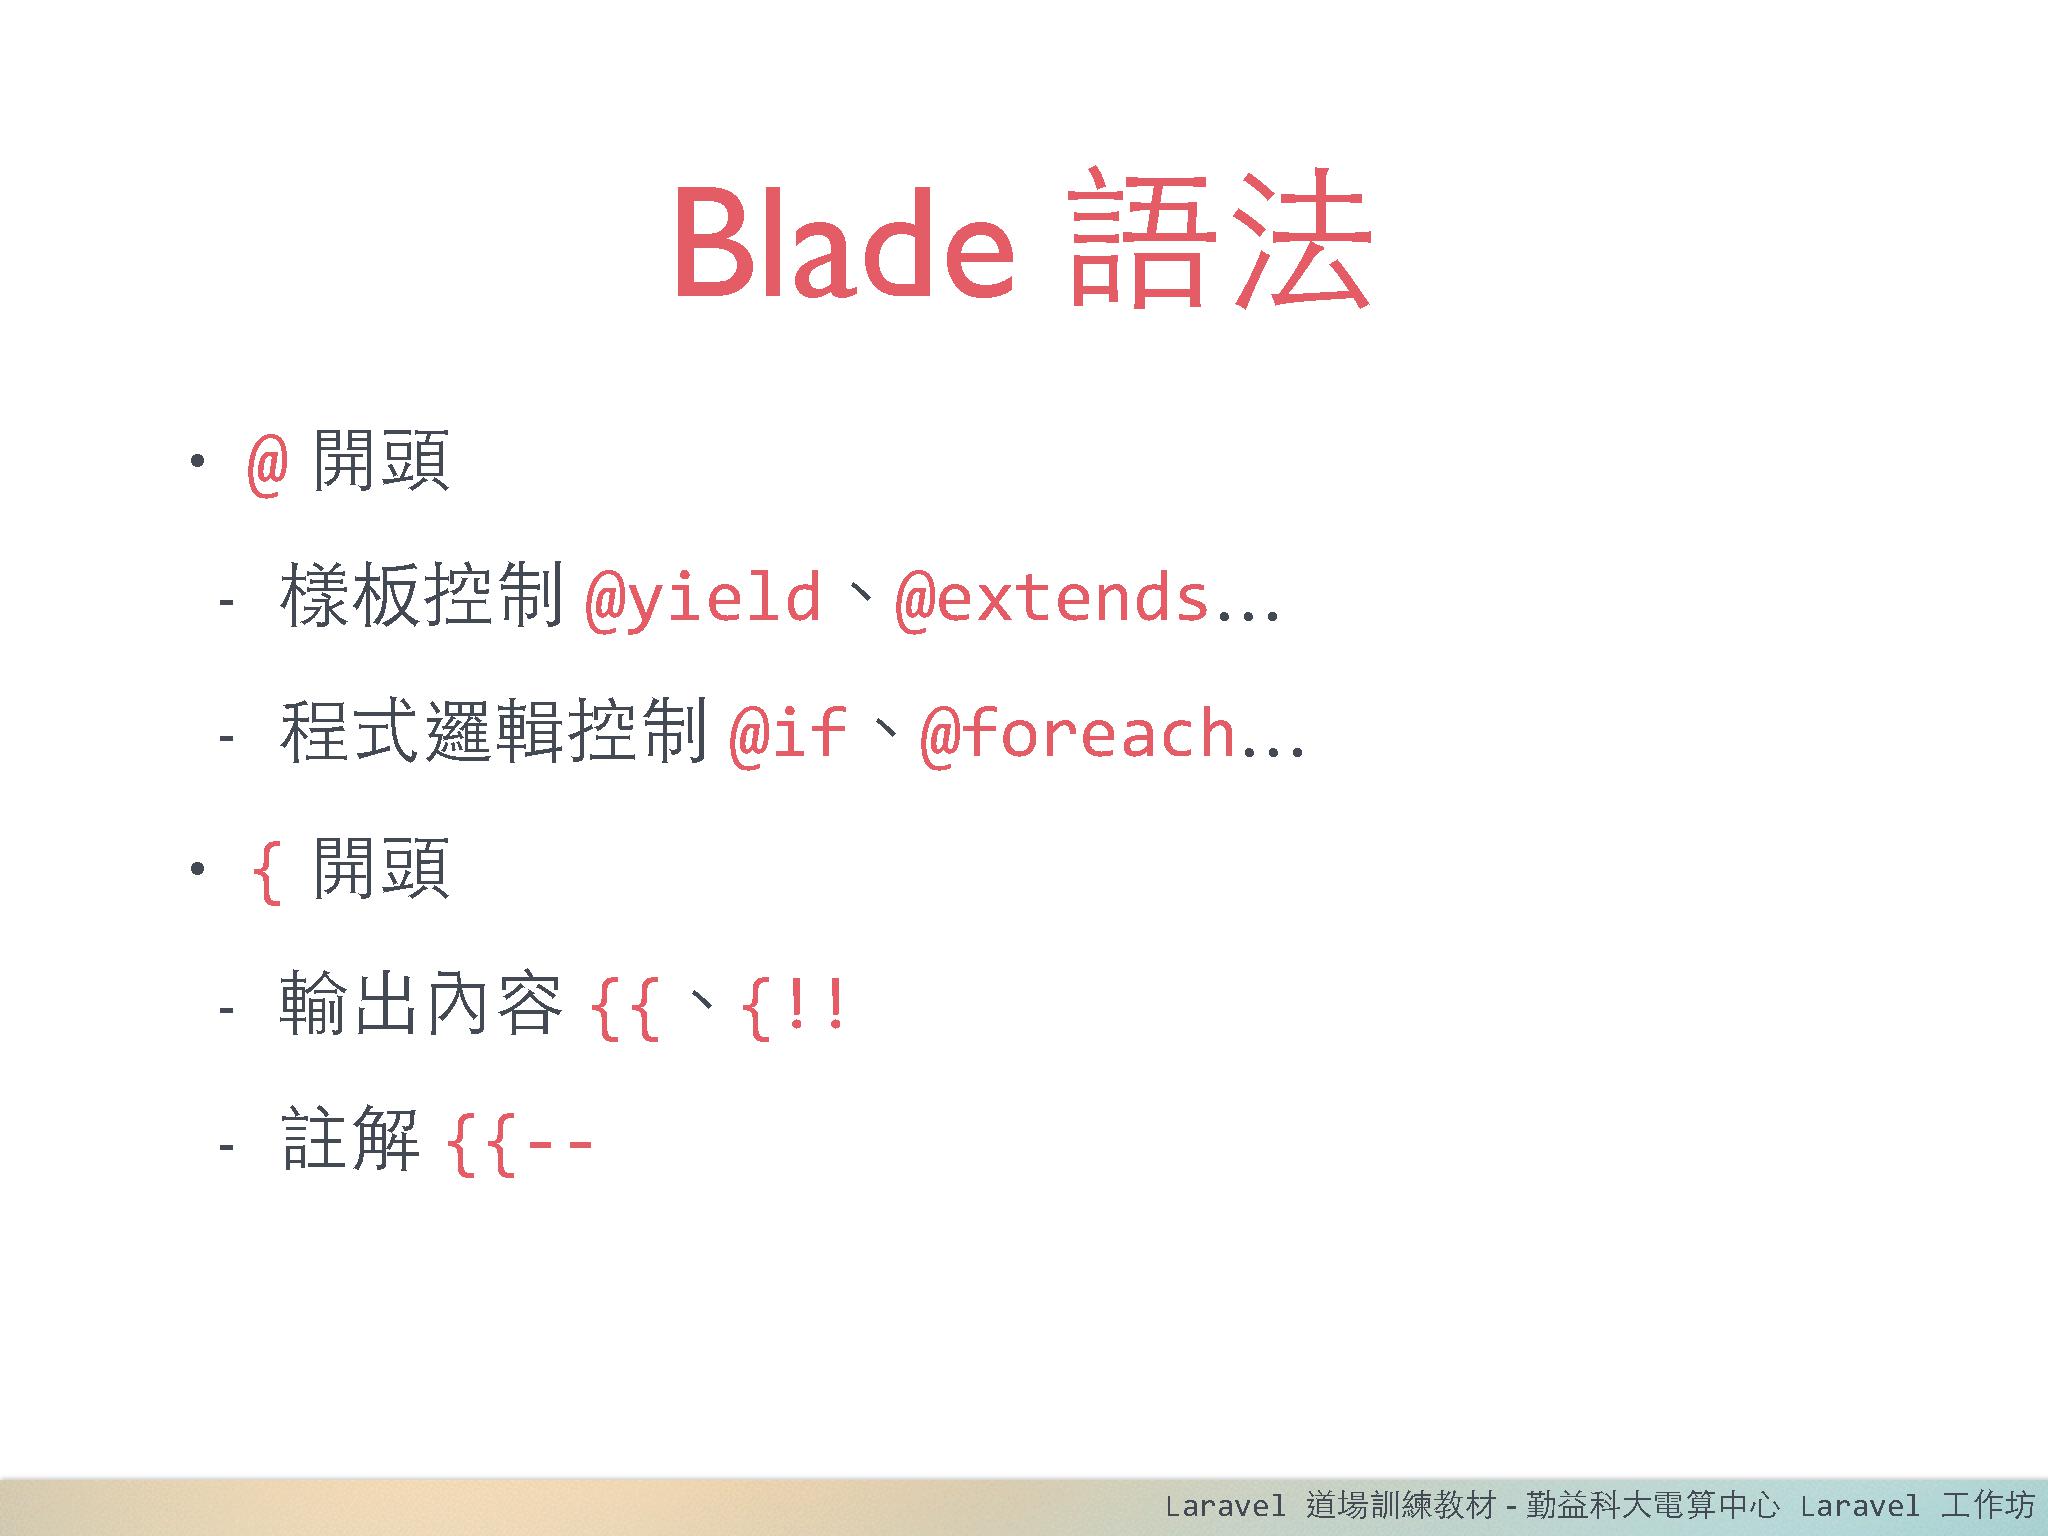 Blade 語法
• @ 開頭
- 樣板控制 @yield、@extends…
- 程式邏輯控制 @if、@foreach…
• { 開頭
- 輸出內容 {{、{!!
- 註解 {{--
Laravel 道場訓練教材 - 勤益科大電算中心 Laravel 工作坊